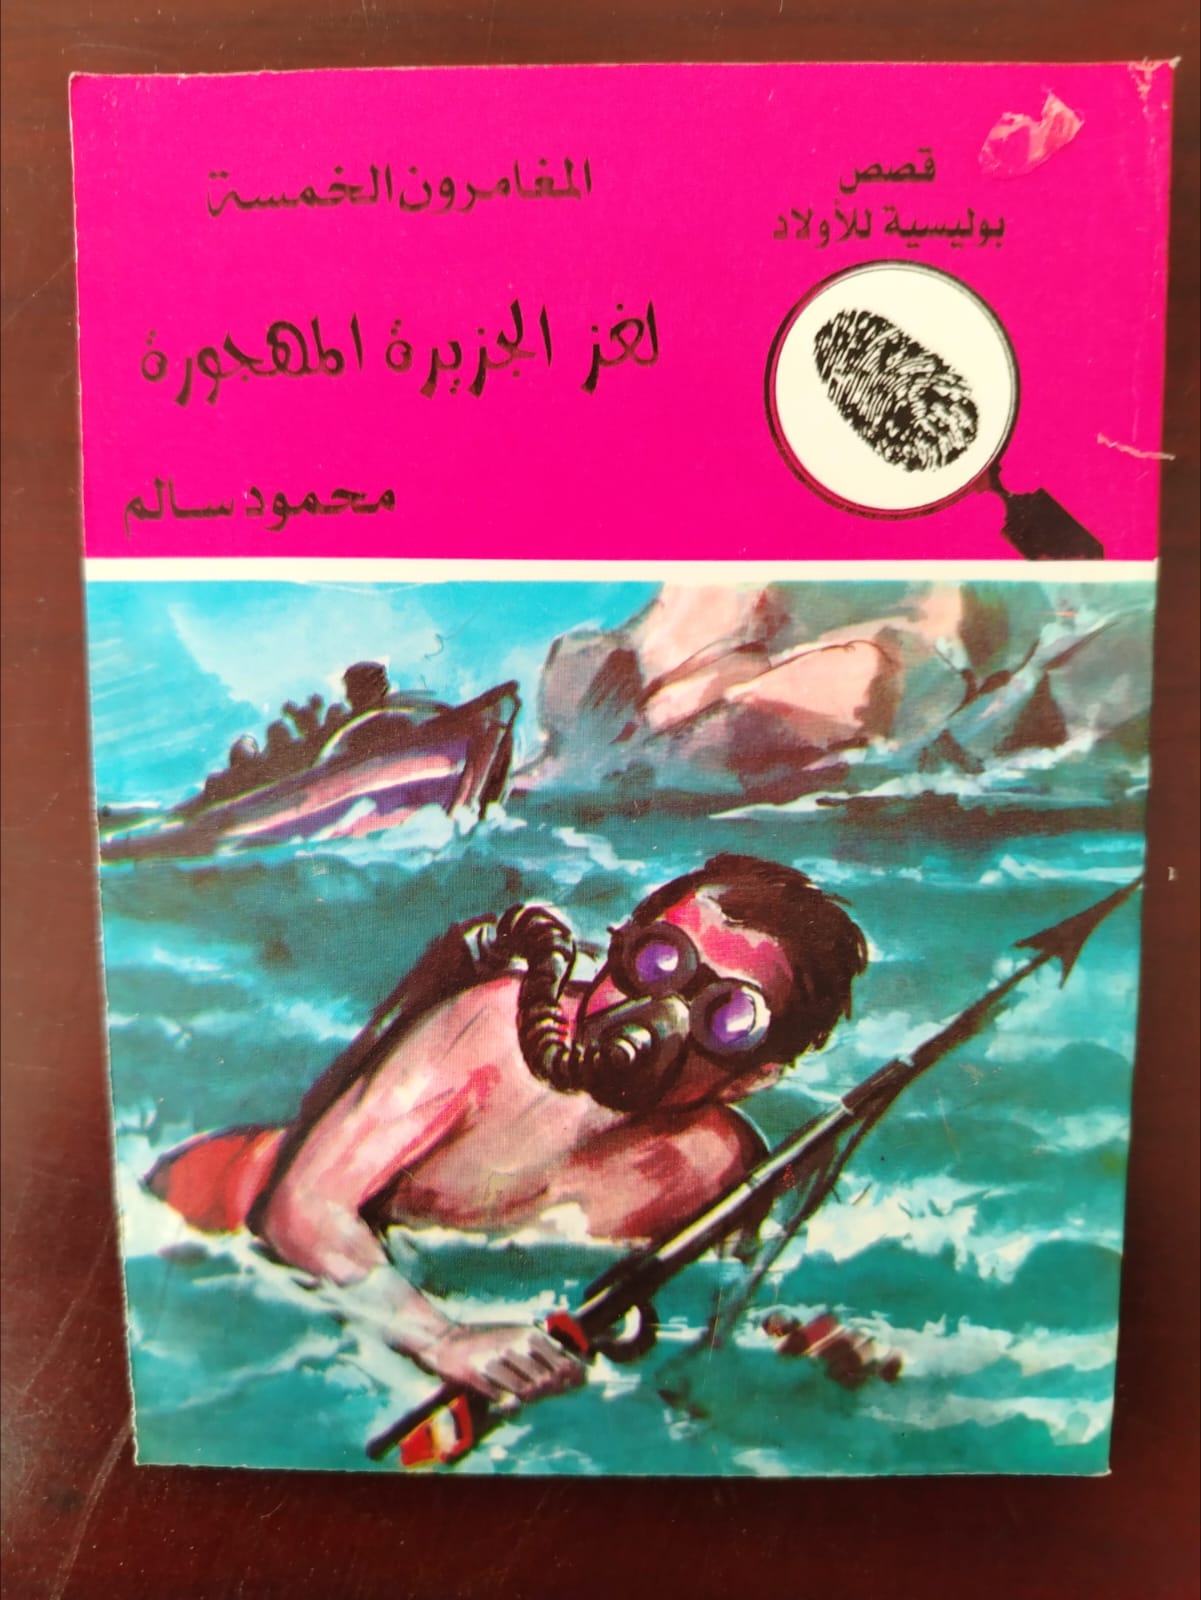 قصص
بوليسية للأولاد
المغامرون الخمسة
لغز الجزيرة المهجورة
محمود سالم